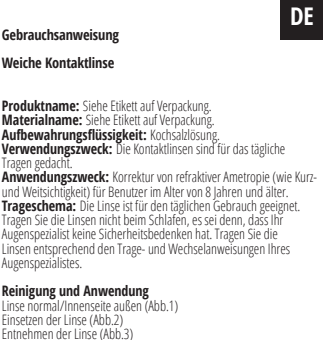 DE
Gebrauchsanweisung
Weiche Kontaktlinse
Produktname: Siehe Etikett auf Verpackung.
Materialname: Siehe Etikett auf Verpackung.
Aufbewahrungsflüssigkeit: Kochsalzlösung.
Verwendungszweck: Die Kontaktlinsen sind für das tägliche
Tragen gedacht.
Anwendungszweck: Korrektur von refraktiver Ametropie (wie Kurz-
und Weitsichtigkeit) für Benutzer im Alter von 8 Jahren und älter.
Trageschema: Die Linse ist für den täglichen Gebrauch geeignet.
Tragen Sie die Linsen nicht beim Schlafen, es sei denn, dass Ihr
Augenspezialist keine Sicherheitsbedenken hat. Tragen Sie die
Linsen entsprechend den Trage- und Wechselanweisungen Ihres
Augenspezialistes.
Reinigung und Anwendung
Linse normal/Innenseite außen (Abb.1)
Einsetzen der Linse (Abb.2)
Entnehmen der Linse (Abb.3)